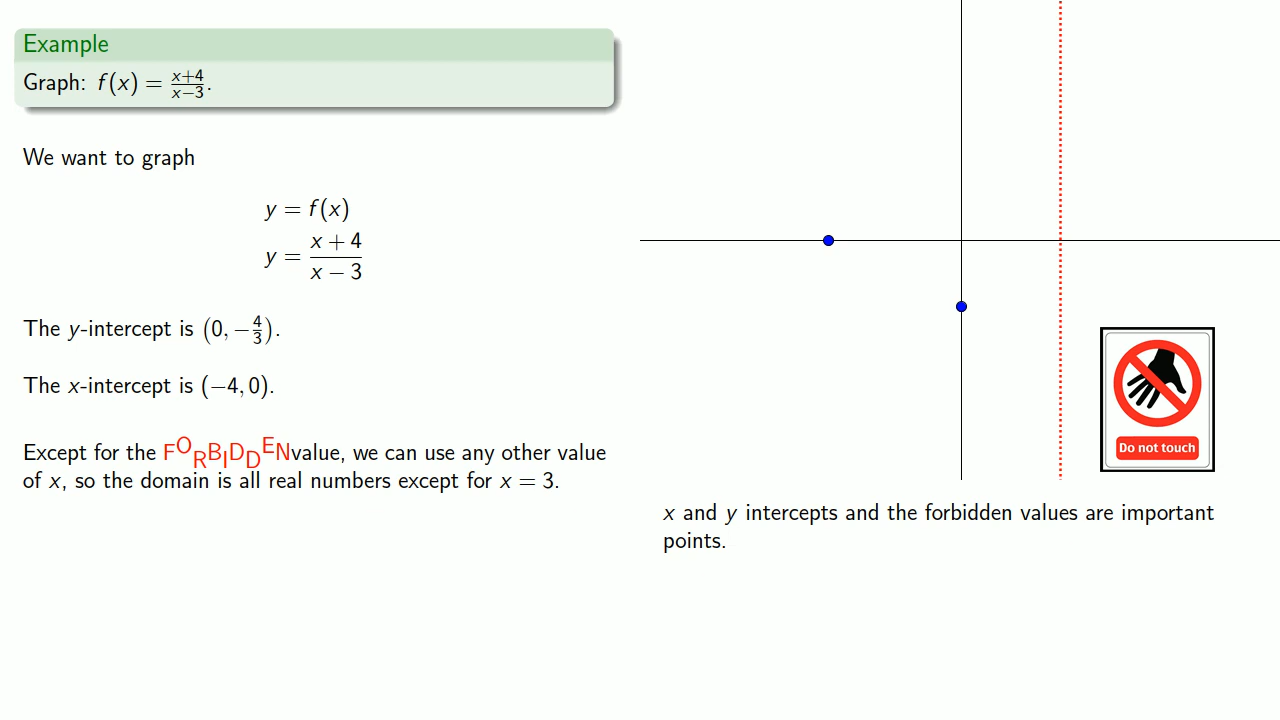 Example
Graph: f(x) = x+4/x−3.
We want to graph
y = f(x)
y = x + 4/x − 3
The y-intercept is (0, −4/3).
The x-intercept is (−4, 0).
Except for the FORBIDDENvalue, we can use any other value
of x, so the domain is all real numbers except for x = 3.
Do not touch
x and y intercepts and the forbidden values are important
points.